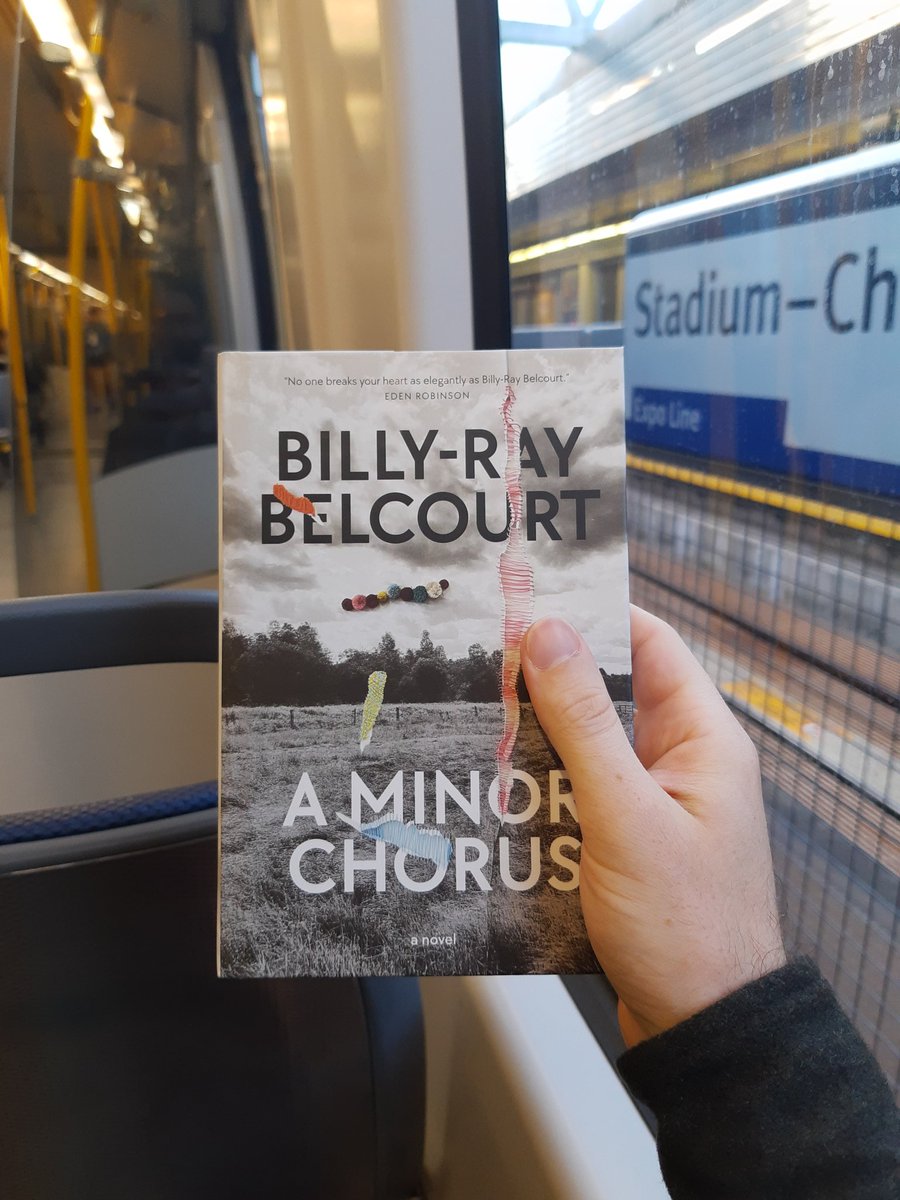 Stadium–Ch
Expo Line
"No one breaks your heart as elegantly as Billy-Ray Belcourt."
EDEN ROBINSON
BILLY-RAY
BELCOURT
A MINOR
CHORUS
a novel